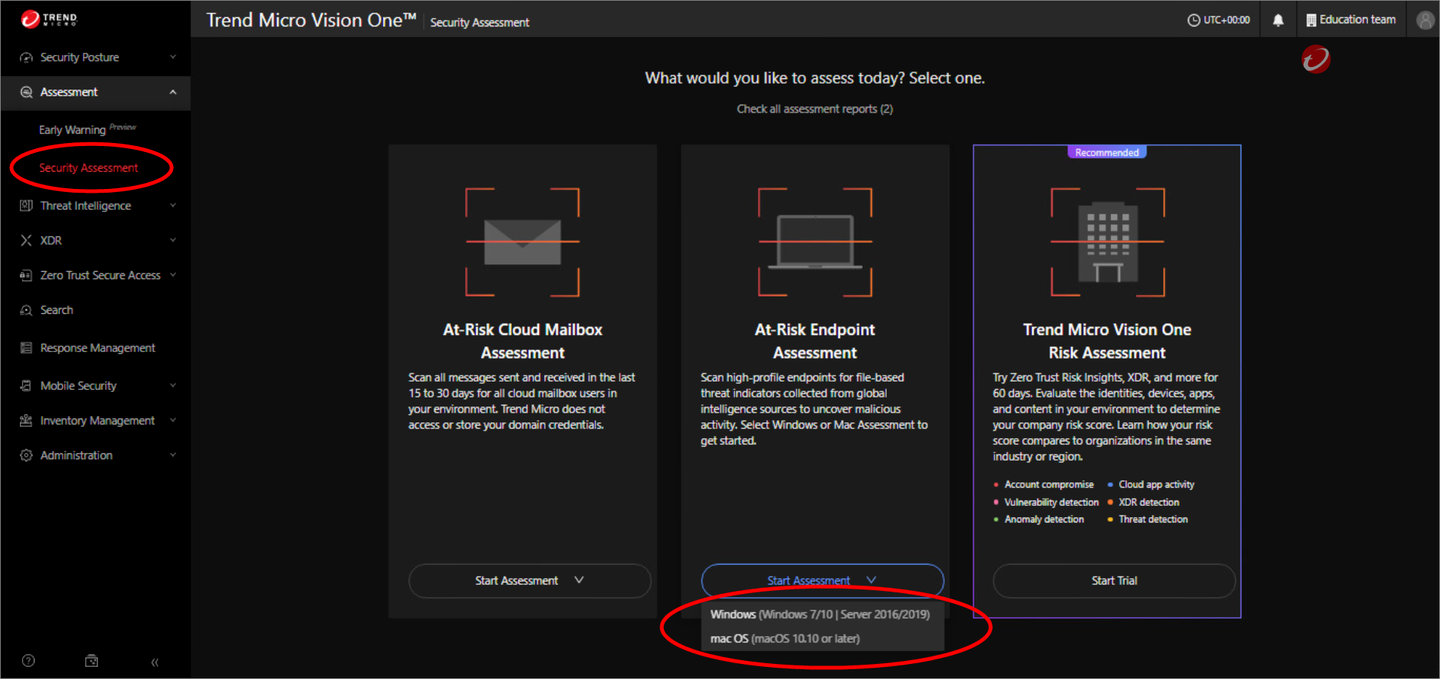 TREND
MICRO
Trend Micro Vision One™ Security Assessment
UTC+00:00
Education team
Security Posture
Assessment
Early Warning Preview
Security Assessment
Threat Intelligence
XDR
Zero Trust Secure Access
Search
Response Management
Mobile Security
Inventory Management
Administration
What would you like to assess today? Select one.
Check all assessment reports (2)
At-Risk Cloud Mailbox
Assessment
Scan all messages sent and received in the last
15 to 30 days for all cloud mailbox users in
your environment. Trend Micro does not
access or store your domain credentials.
Start Assessment
At-Risk Endpoint
Assessment
Scan high-profile endpoints for file-based
threat indicators collected from global
intelligence sources to uncover malicious
activity. Select Windows or Mac Assessment to
get started.
Start Assessment
Windows (Windows 7/10 | Server 2016/2019)
mac OS (macOS 10.10 or later)
Recommended
Trend Micro Vision One
Risk Assessment
Try Zero Trust Risk Insights, XDR, and more for
60 days. Evaluate the identities, devices, apps,
and content in your environment to determine
your company risk score. Learn how your risk
score compares to organizations in the same
industry or region.
Account compromise Cloud app activity
Vulnerability detection XDR detection
Anomaly detection Threat detection
Start Trial